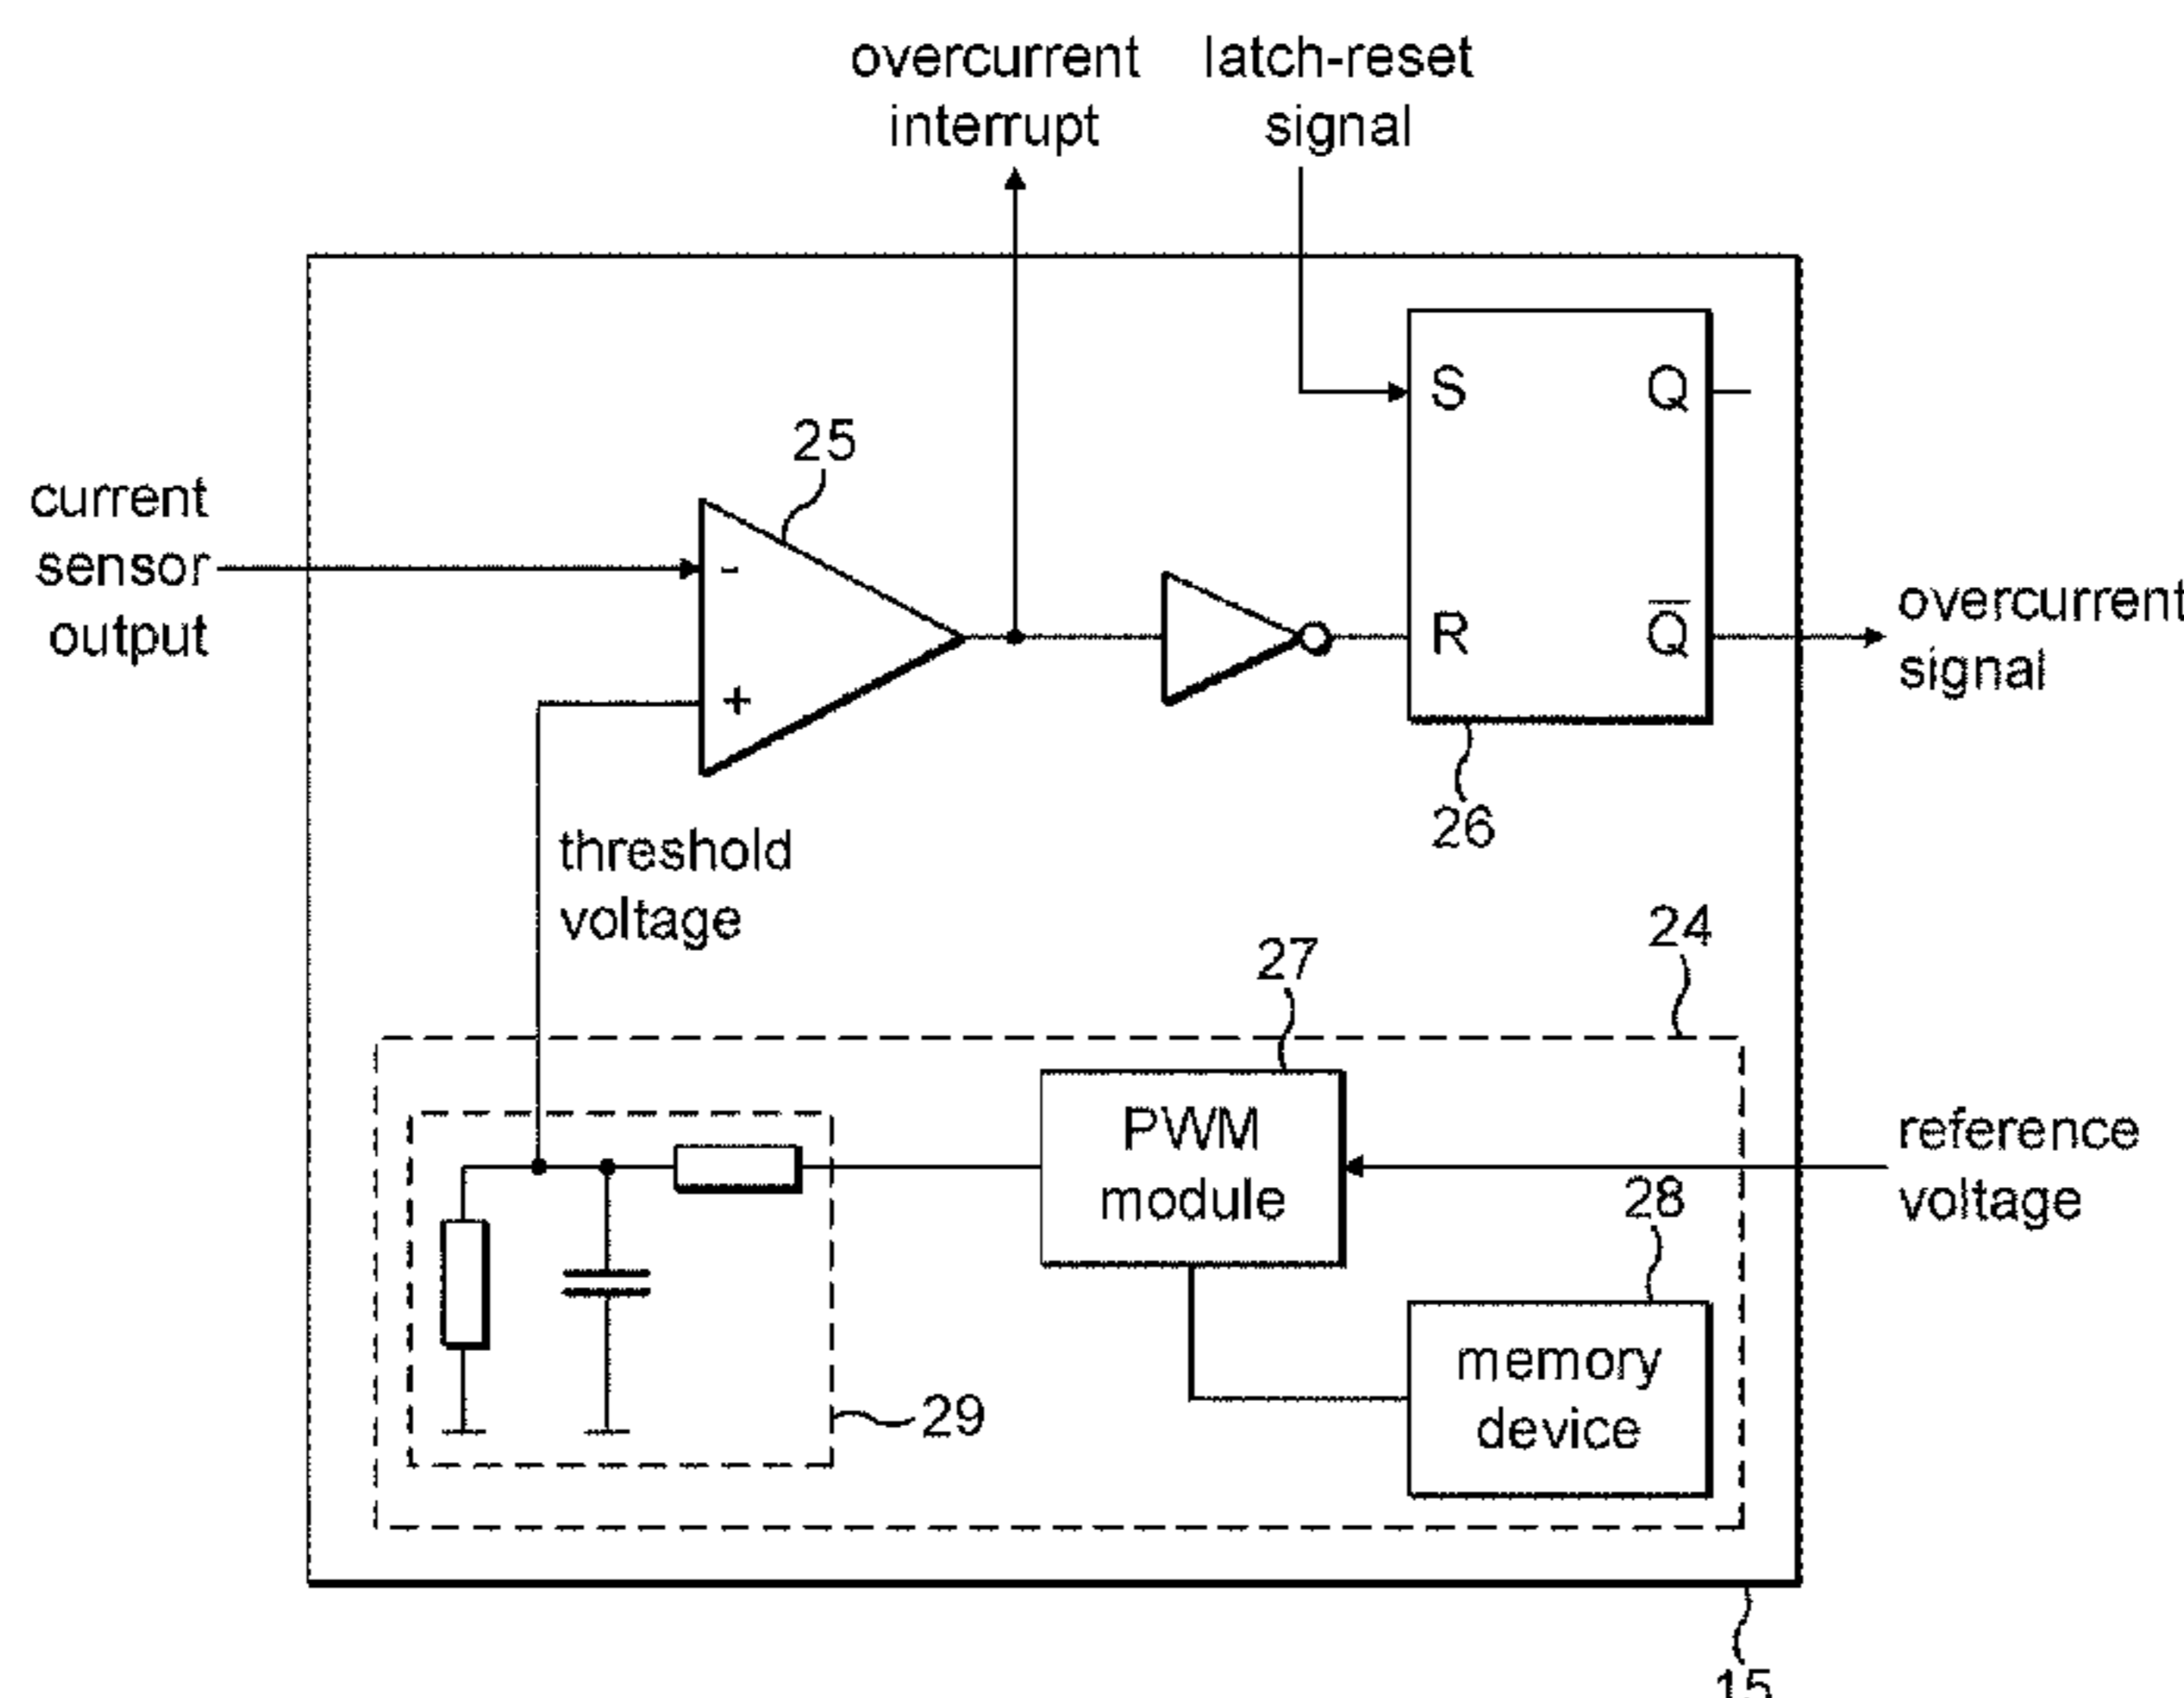 overcurrent
interrupt
latch-reset
signal
25
current
sensor
output
-
+
S
Q
R
Q̅
overcurrent
signal
26
threshold
voltage
24
27
PWM
module
reference
voltage
28
memory
device
29
15